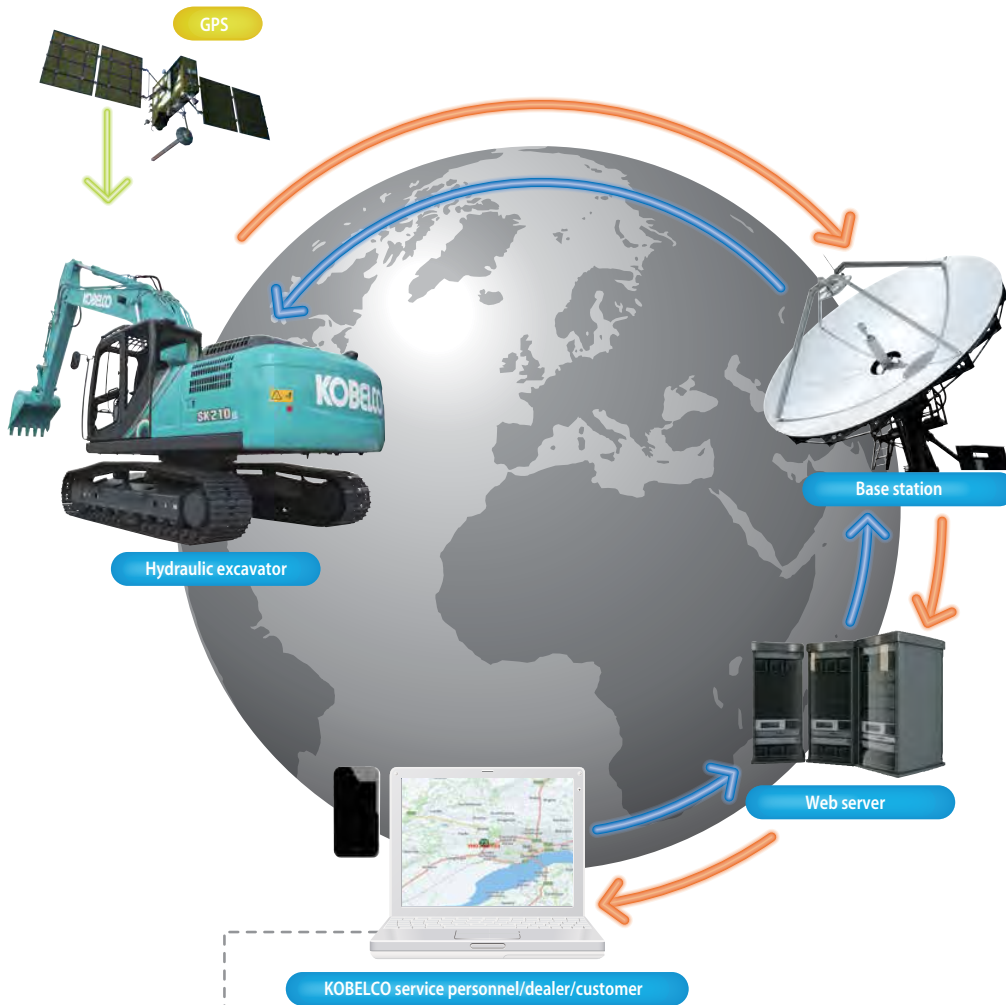 GPS
KOBELCO
KOBELCO
SK210
Hydraulic excavator
Base station
Web server
KOBELCO service personnel/dealer/customer